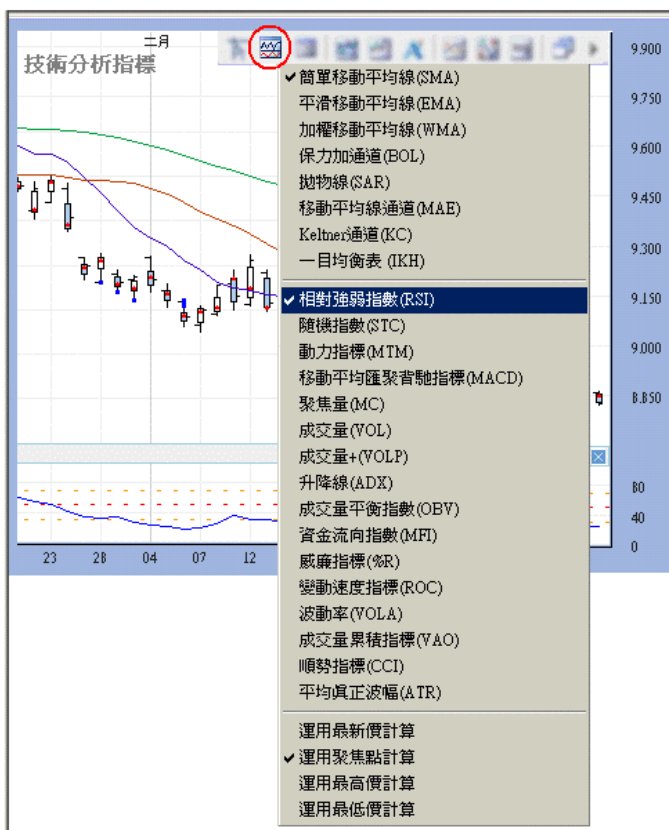 二月
技術分析指標
9.900
9.750
9.600
9.450
9.300
9.150
9.000
8.850
80
40
0
23
28
04
07
12
簡單移動平均線(SMA)
平滑移動平均線(EMA)
加權移動平均線(WMA)
保力加通道(BOL)
拋物線(SAR)
移動平均線通道(MAE)
Keltner通道(KC)
一目均衡表 (IKH)
相對強弱指數(RSI)
隨機指數(STC)
動力指標(MTM)
移動平均匯聚背馳指標(MACD)
聚焦量(MC)
成交量(VOL)
成交量+(VOLP)
升降線(ADX)
成交量平衡指數(OBV)
資金流向指數(MFI)
威廉指標(%R)
變動速度指標(ROC)
波動率(VOLA)
成交量累積指標(VAO)
順勢指標(CCI)
平均真正波幅(ATR)
運用最新價計算
運用聚焦點計算
運用最高價計算
運用最低價計算